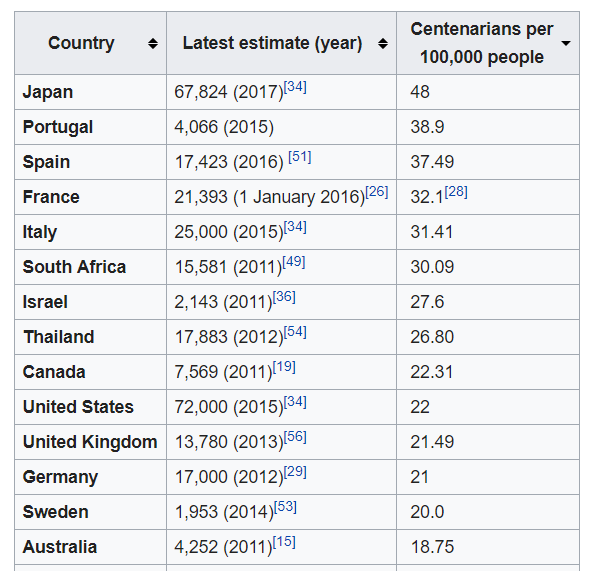 Country Latest estimate (year) Centenarians per
100,000 people
Japan 67,824 (2017)[34] 48
Portugal 4,066 (2015) 38.9
Spain 17,423 (2016) [51] 37.49
France 21,393 (1 January 2016)[26] 32.1[28]
Italy 25,000 (2015)[34] 31.41
South Africa 15,581 (2011)[49] 30.09
Israel 2,143 (2011)[36] 27.6
Thailand 17,883 (2012)[54] 26.80
Canada 7,569 (2011)[19] 22.31
United States 72,000 (2015)[34] 22
United Kingdom 13,780 (2013)[56] 21.49
Germany 17,000 (2012)[29] 21
Sweden 1,953 (2014)[53] 20.0
Australia 4,252 (2011)[15] 18.75